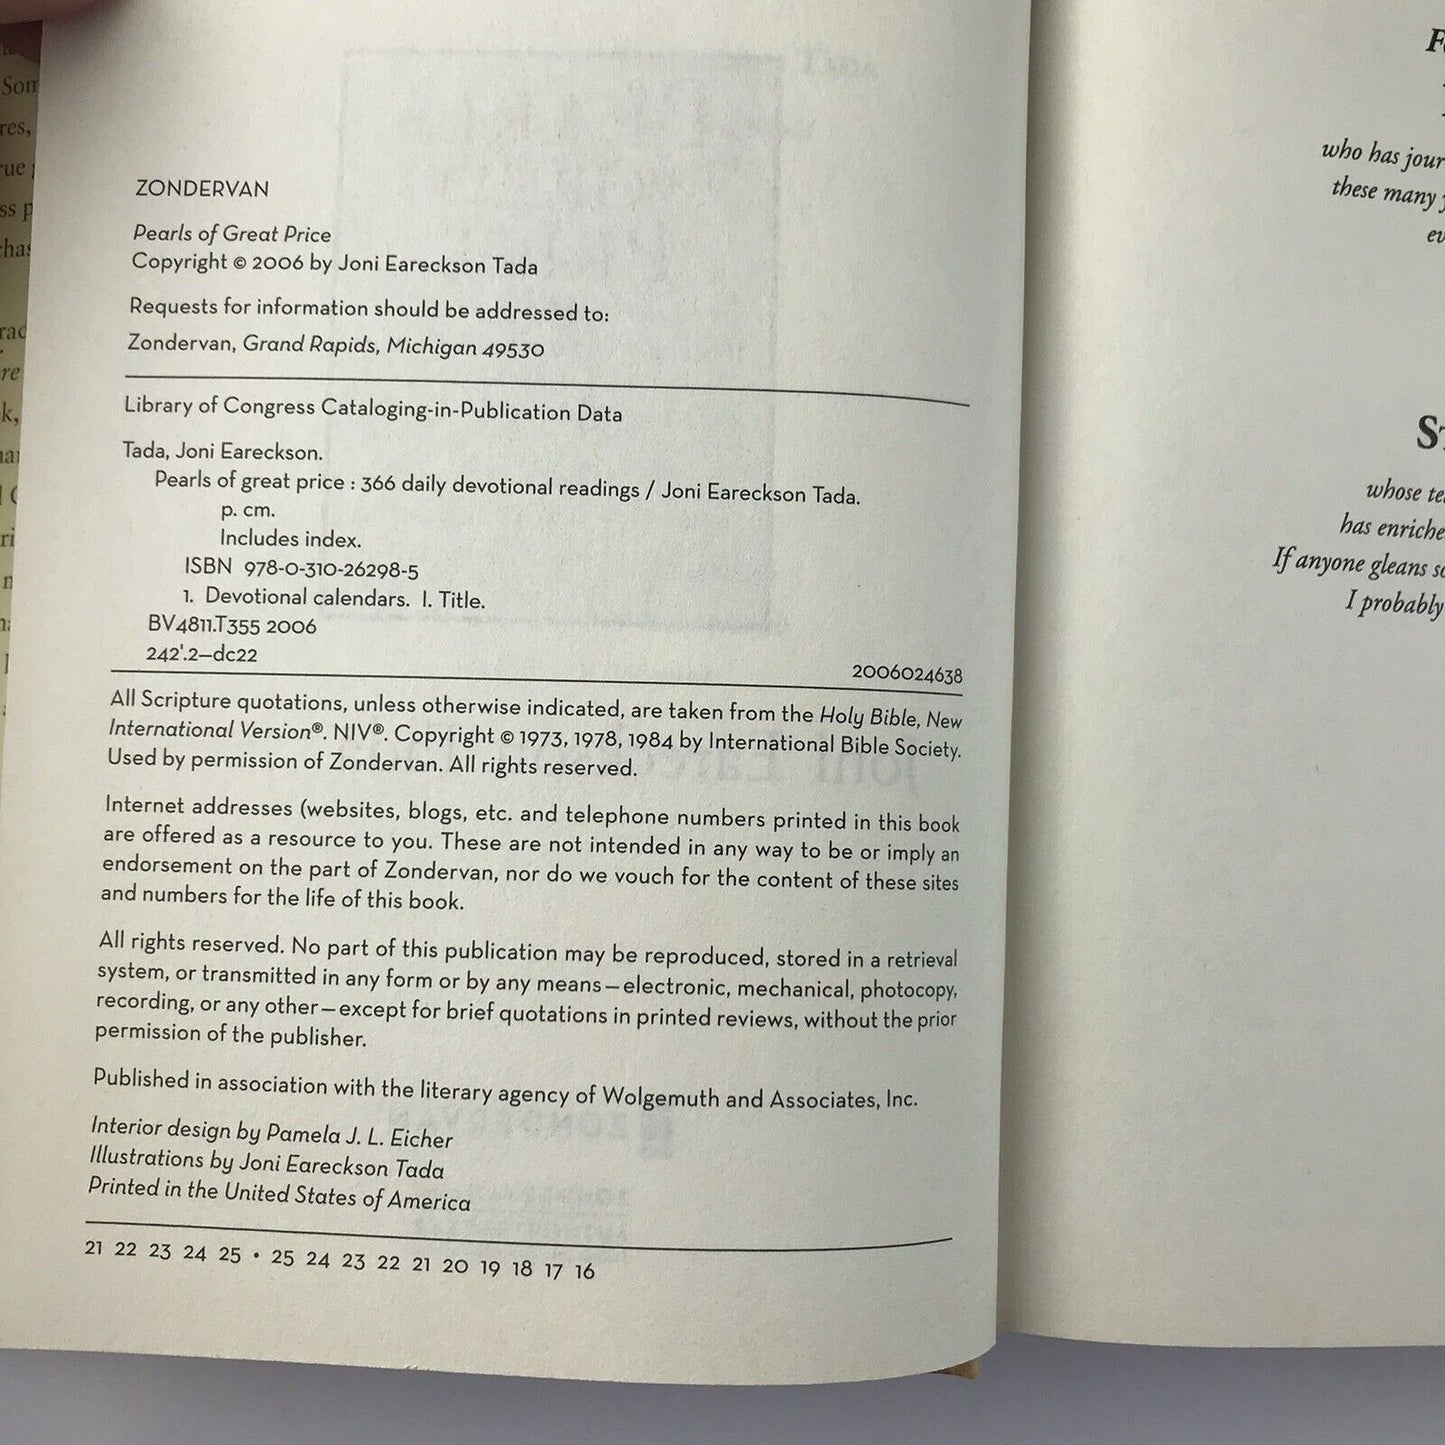 ZONDERVAN
Pearls of Great Price
Copyright © 2006 by Joni Eareckson Tada
Requests for information should be addressed to:
Zondervan, Grand Rapids, Michigan 49530
Library of Congress Cataloging-in-Publication Data
Tada, Joni Eareckson.
Pearls of great price : 366 daily devotional readings / Joni Eareckson Tada.
p. cm.
Includes index.
ISBN 978-0-310-26298-5
1. Devotional calendars. I. Title.
BV4811.T355 2006
242'.2—dc22
2006024638
All Scripture quotations, unless otherwise indicated, are taken from the Holy Bible, New
International Version®. NIV®. Copyright © 1973, 1978, 1984 by International Bible Society.
Used by permission of Zondervan. All rights reserved.
Internet addresses (websites, blogs, etc. and telephone numbers printed in this book
are offered as a resource to you. These are not intended in any way to be or imply an
endorsement on the part of Zondervan, nor do we vouch for the content of these sites
and numbers for the life of this book.
All rights reserved. No part of this publication may be reproduced, stored in a retrieval
system, or transmitted in any form or by any means—electronic, mechanical, photocopy,
recording, or any other—except for brief quotations in printed reviews, without the prior
permission of the publisher.
Published in association with the literary agency of Wolgemuth and Associates, Inc.
Interior design by Pamela J. L. Eicher
Illustrations by Joni Eareckson Tada
Printed in the United States of America
21 22 23 24 25 • 25 24 23 22 21 20 19 18 17 16
who has jour
these many
ev
whose te
has enriche
If anyone gleans so
I probably